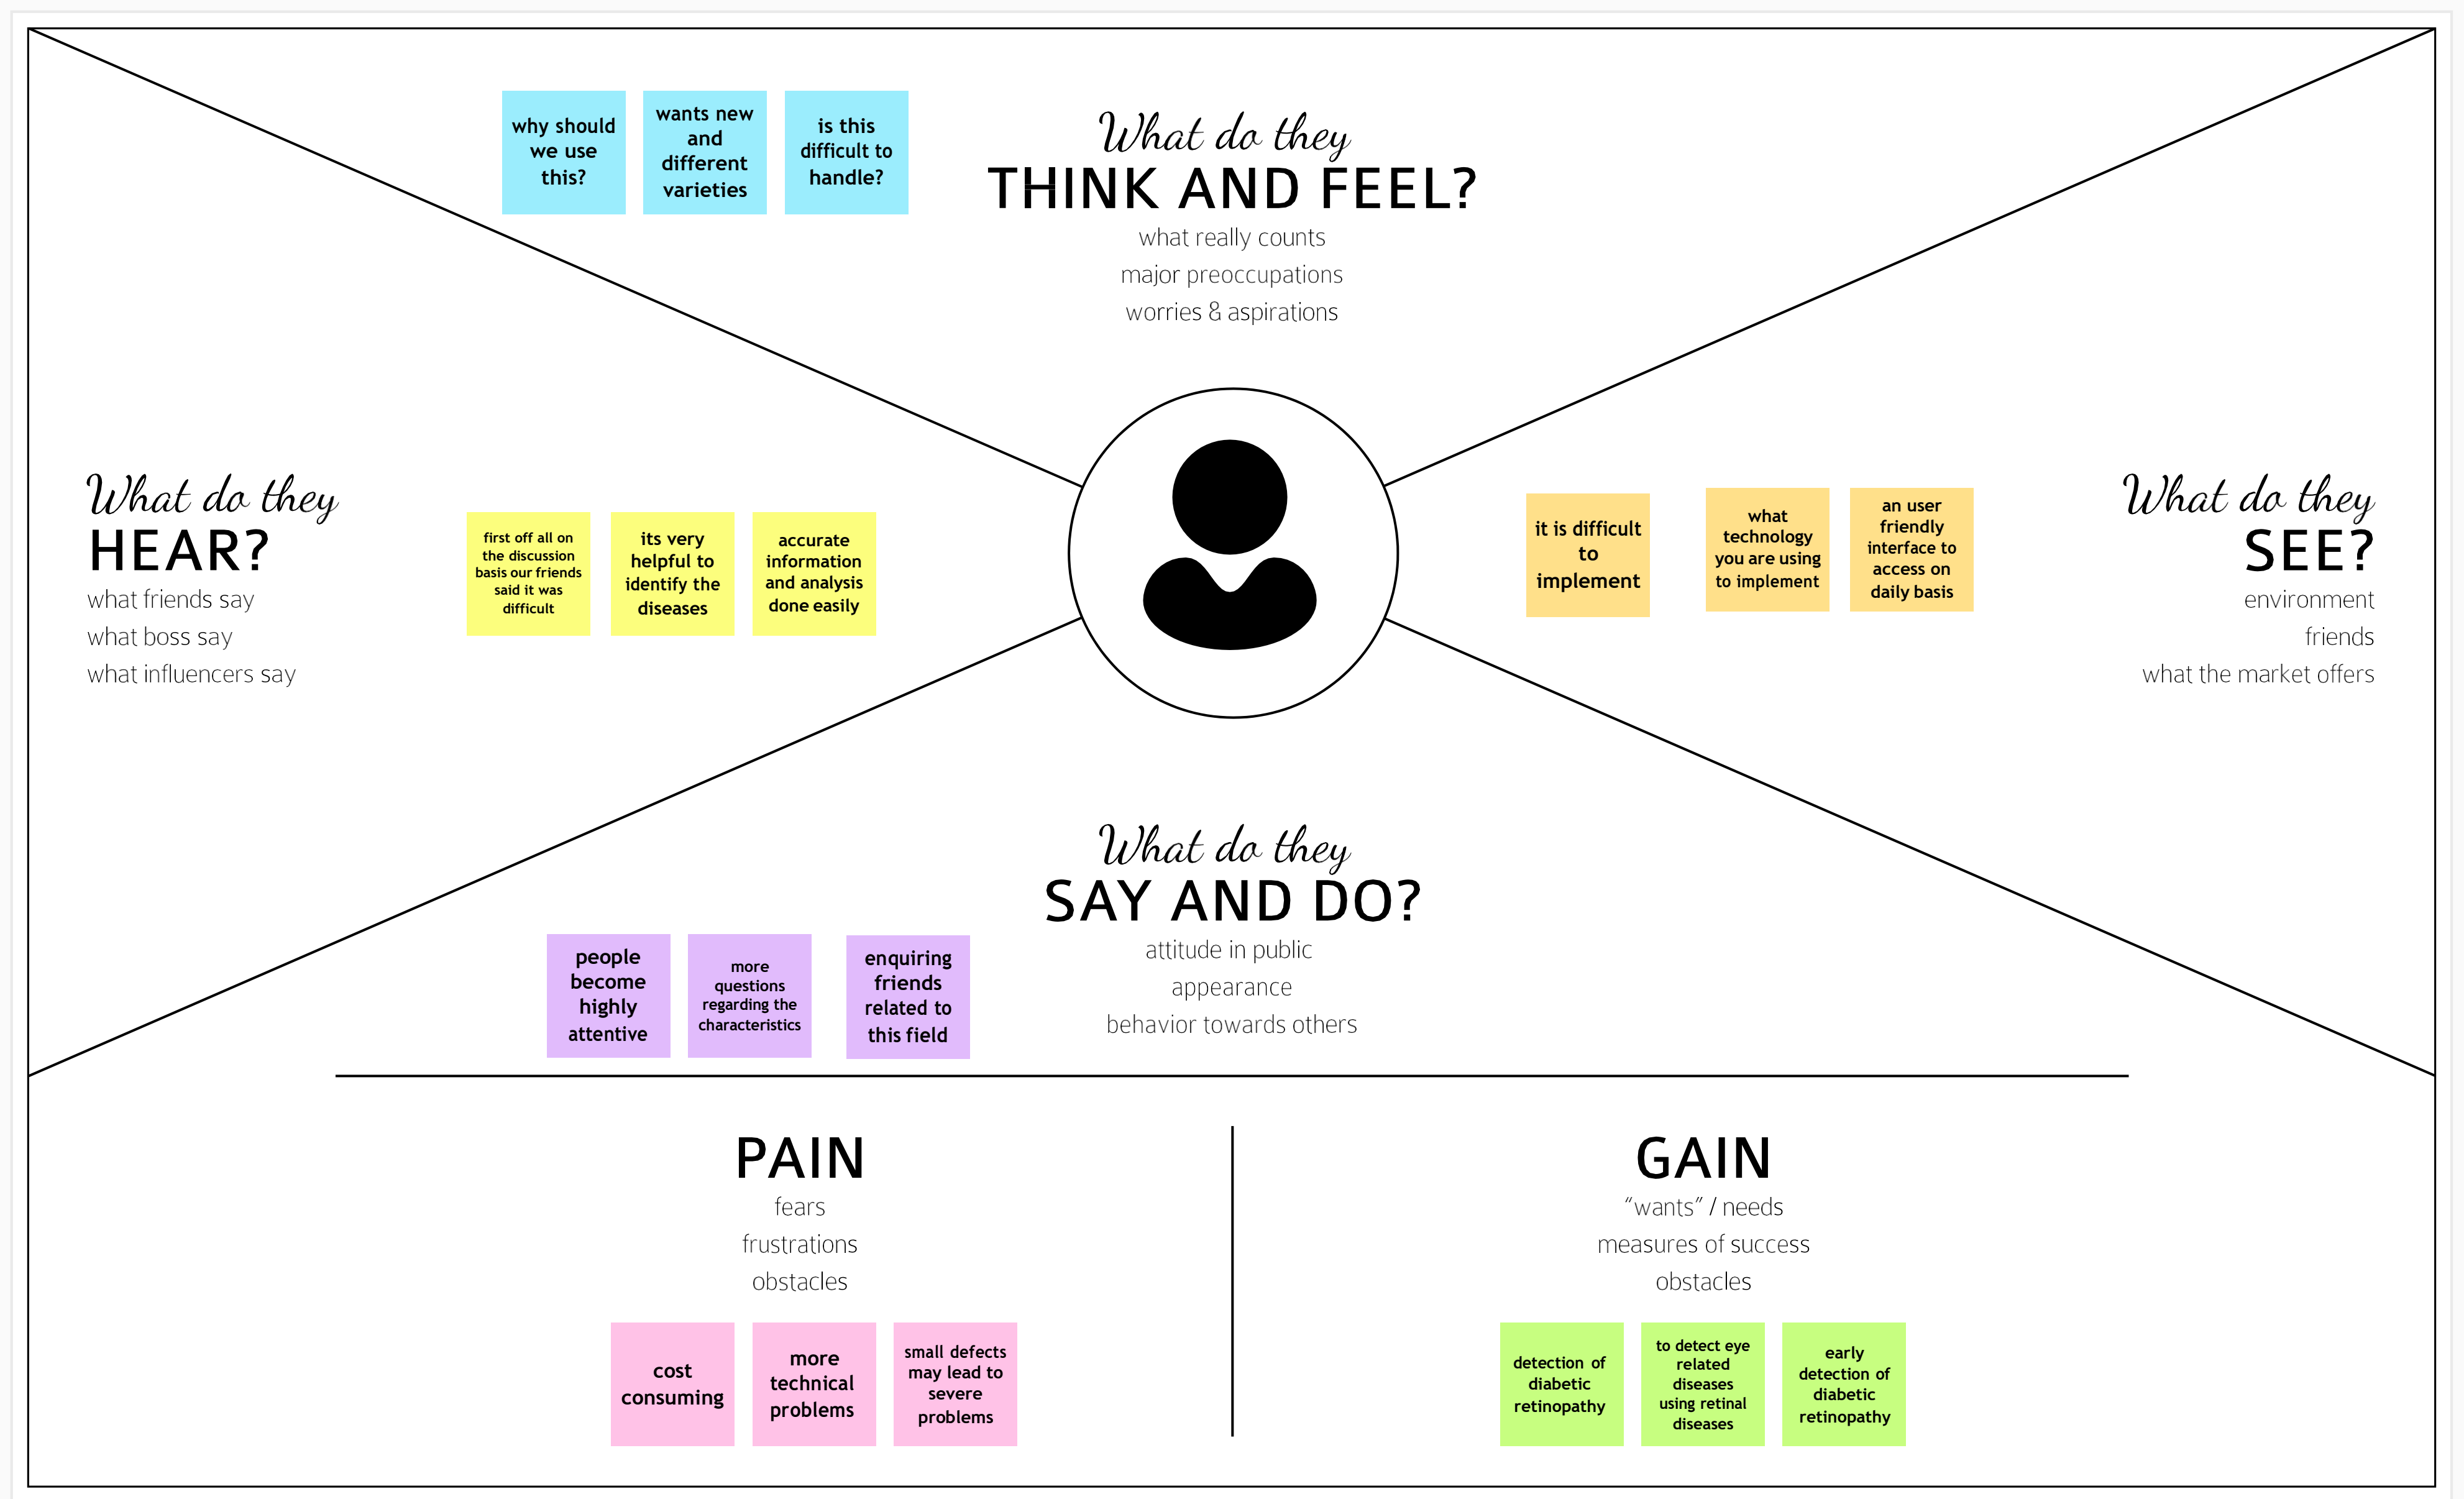 why should
we use
this?
wants new
and
different
varieties
is this
difficult to
handle?
What do they
THINK AND FEEL?
what really counts
major preoccupations
worries & aspirations
What do they
HEAR?
what friends say
what boss say
what influencers say
first off all on
the discussion
basis our friends
said it was
difficult
its very
helpful to
identify the
diseases
accurate
information
and analysis
done easily
it is difficult
to
implement
what
technology
you are using
to implement
an user
friendly
interface to
access on
daily basis
What do they
SEE?
environment
friends
what the market offers
What do they
SAY AND DO?
attitude in public
appearance
behavior towards others
people
become
highly
attentive
more
questions
regarding the
characteristics
enquiring
friends
related to
this field
PAIN
fears
frustrations
obstacles
cost
consuming
more
technical
problems
small defects
may lead to
severe
problems
GAIN
“wants” / needs
measures of success
obstacles
detection of
diabetic
retinopathy
to detect eye
related
diseases
using retinal
diseases
early
detection of
diabetic
retinopathy